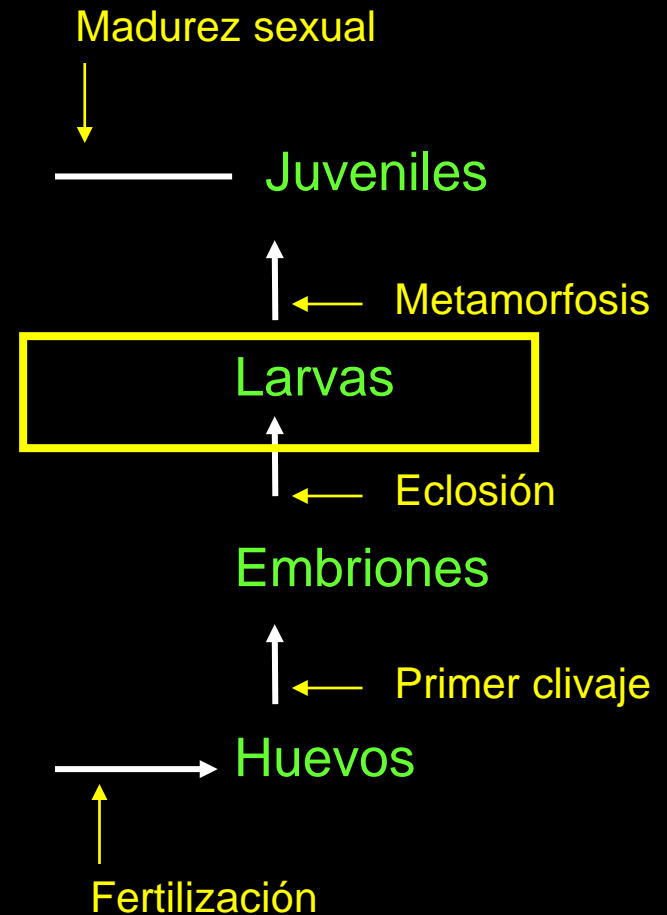 Madurez sexual
Juveniles
Metamorfosis
Larvas
Eclosión
Embriones
Primer clivaje
Huevos
Fertilización